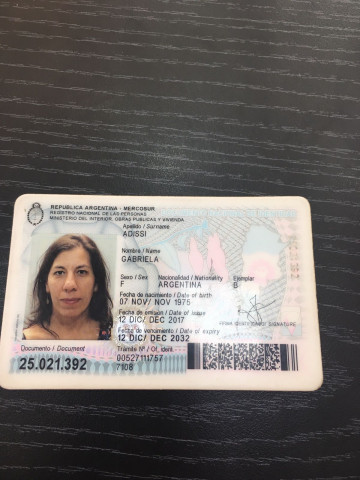 REPUBLICA ARGENTINA - MERCOSUR
REGISTRO NACIONAL DE LAS PERSONAS
MINISTERIO DEL INTERIOR, OBRAS PUBLICAS Y VIVIENDA
Apellido / Surname
ADISSI
Nombre / Name
GABRIELA
Sexo / Sex Nacionalidad / Nationality Ejemplar
F ARGENTINA B
Fecha de nacimiento / Date of birth
07 NOV/ NOV 1975
Fecha de emisión / Date of issue
12 DIC/ DEC 2017
Fecha de vencimiento / Date of expiry
12 DIC/ DEC 2032
SIGNATURE
Documento / Document
25.021.392
Trámite Nº / Of. ident.
00527111757
7108